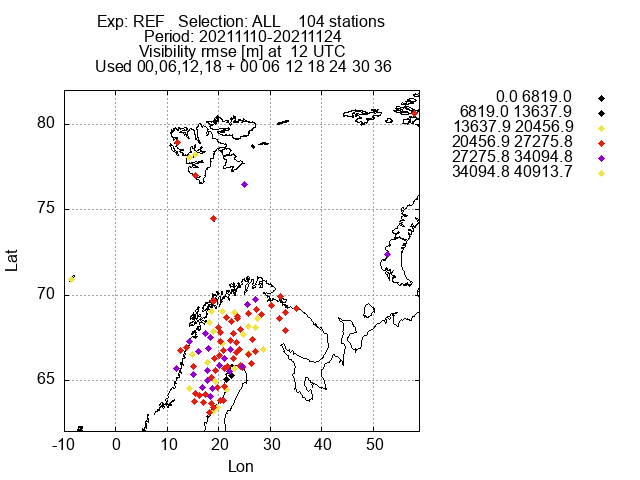 Exp: REF Selection: ALL 104 stations
Period: 20211110-20211124
Visibility rmse [m] at 12 UTC
Used 00,06,12,18 + 00 06 12 18 24 30 36
0.0 6819.0
6819.0 13637.9
13637.9 20456.9
20456.9 27275.8
27275.8 34094.8
34094.8 40913.7
80
75
70
65
Lat
-10 0 10 20 30 40 50
Lon